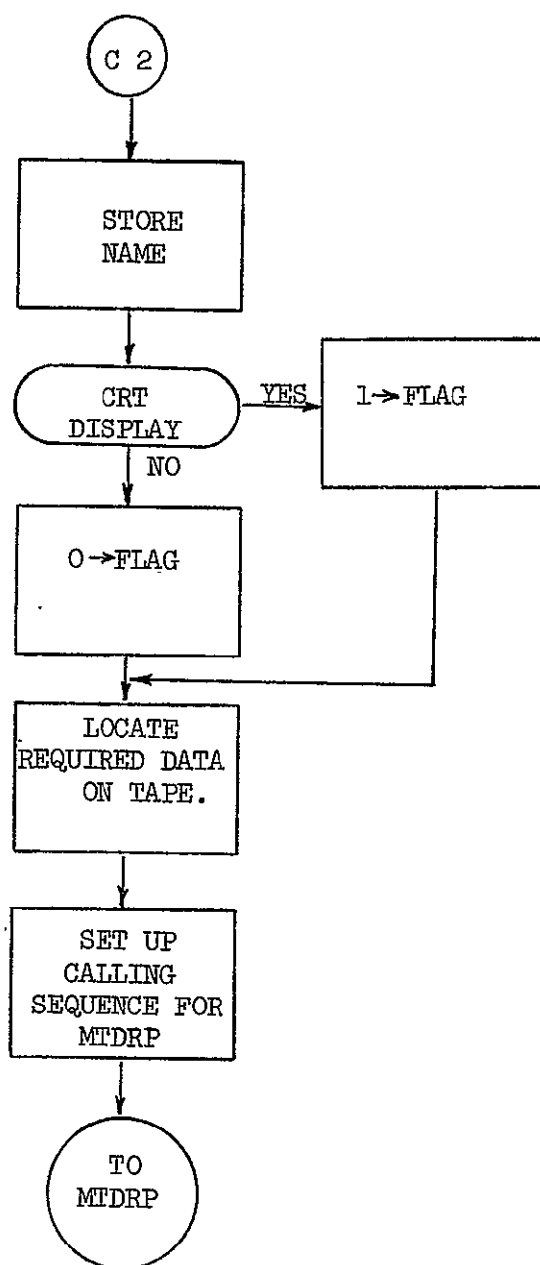 C 2
STORE
NAME
CRT
DISPLAY
YES
1→FLAG
NO
0→FLAG
LOCATE
REQUIRED DATA
ON TAPE.
SET UP
CALLING
SEQUENCE FOR
MTDRP
TO
MTDRP